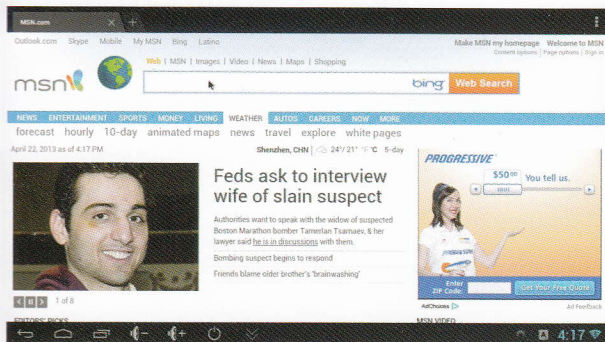 MSN.com
Outlook.com Skype Mobile My MSN Bing Latino
Make MSN my homepage Welcome to MSN
Content options | Page options | Sign in
Web | MSN | Images | Video | News | Maps | Shopping
msn
bing Web Search
NEWS ENTERTAINMENT SPORTS MONEY LIVING WEATHER AUTOS CAREERS NOW MORE
forecast hourly 10-day animated maps news travel explore white pages
April 22, 2013 as of 4:17 PM
Shenzhen, CHN | 24°/ 21° °F °C 5-day
Feds ask to interview
wife of slain suspect
Authorities want to speak with the widow of suspected
Boston Marathon bomber Tamerlan Tsarnaev, & her
lawyer said he is in discussions with them.
Bombing suspect begins to respond
Friends blame older brother's 'brainwashing'
1 of 8
PROGRESSIVE
$50.00 You tell us.
Enter
ZIP Code:
Get Your Free Quote
AdChoices
Ad Feedback
EDITORS' PICKS
MSN VIDEO
4:17